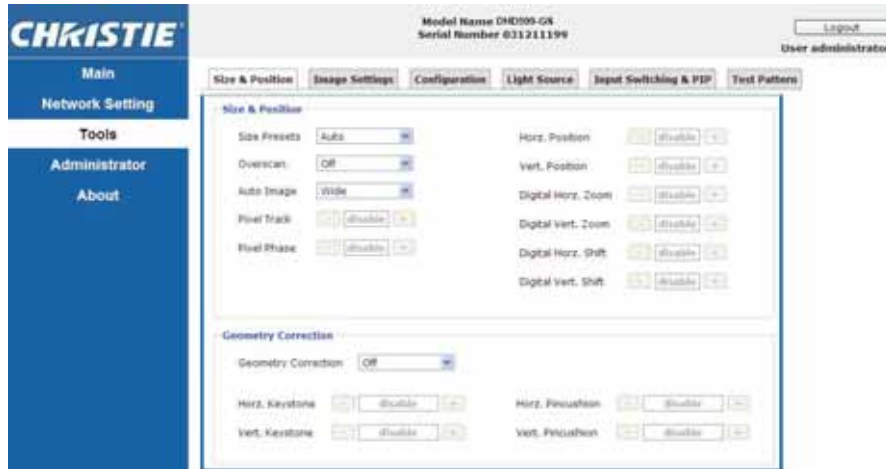 CHRISTIE
Model Name DHD599-GS
Serial Number 031211199
Logout
User administrato
Main
Network Setting
Tools
Administrator
About
Size & Position
Image Settings
Configuration
Light Source
Input Switching & PIP
Test Pattern
Size & Position
Size Presets Auto
Overscan Off
Auto Image Wide
Pixel Track - disable +
Pixel Phase - disable +
Horz. Position - disable +
Vert. Position - disable +
Digital Horz. Zoom - disable +
Digital Vert. Zoom - disable +
Digital Horz. Shift - disable +
Digital Vert. Shift - disable +
Geometry Correction
Geometry Correction Off
Horz. Keystone - disable +
Vert. Keystone - disable +
Horz. Pincushion - disable +
Vert. Pincushion - disable +